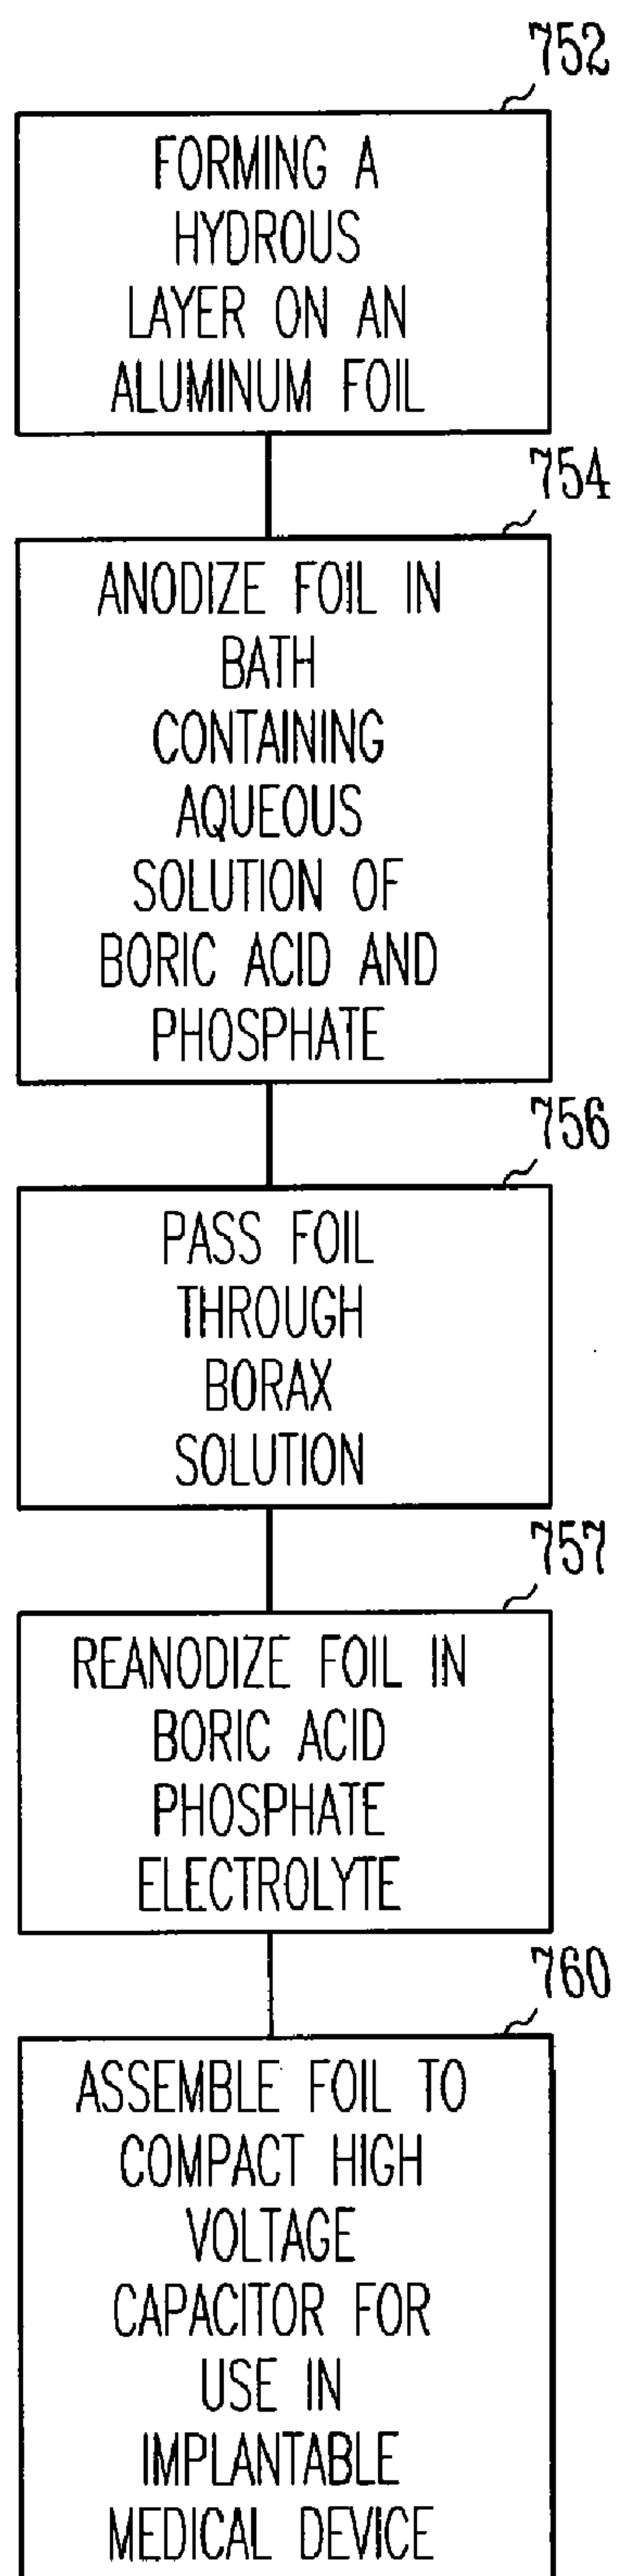 752
FORMING A
HYDROUS
LAYER ON AN
ALUMINUM FOIL
754
ANODIZE FOIL IN
BATH
CONTAINING
AQUEOUS
SOLUTION OF
BORIC ACID AND
PHOSPHATE
756
PASS FOIL
THROUGH
BORAX
SOLUTION
757
REANODIZE FOIL IN
BORIC ACID
PHOSPHATE
ELECTROLYTE
760
ASSEMBLE FOIL TO
COMPACT HIGH
VOLTAGE
CAPACITOR FOR
USE IN
IMPLANTABLE
MEDICAL DEVICE